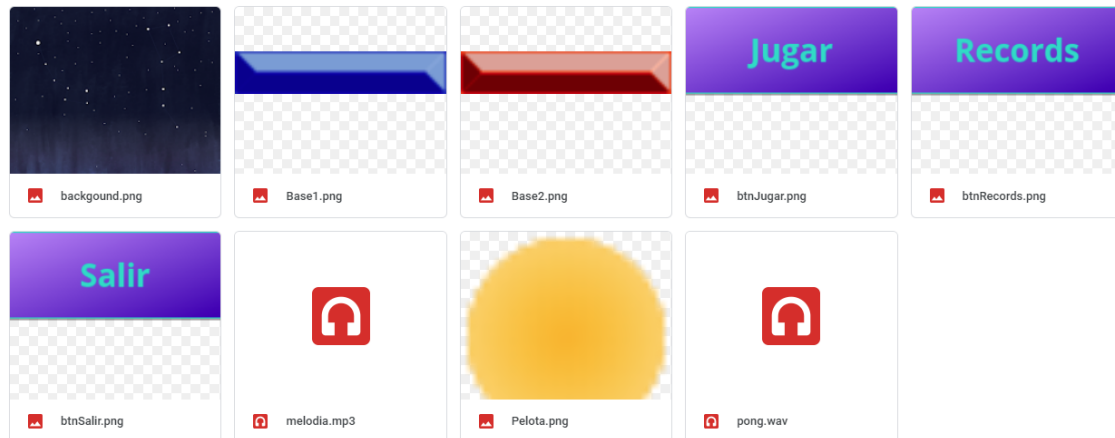 Jugar
Records
backgound.png
Base1.png
Base2.png
btnJugar.png
btnRecords.png
Salir
btnSalir.png
melodia.mp3
Pelota.png
pong.wav